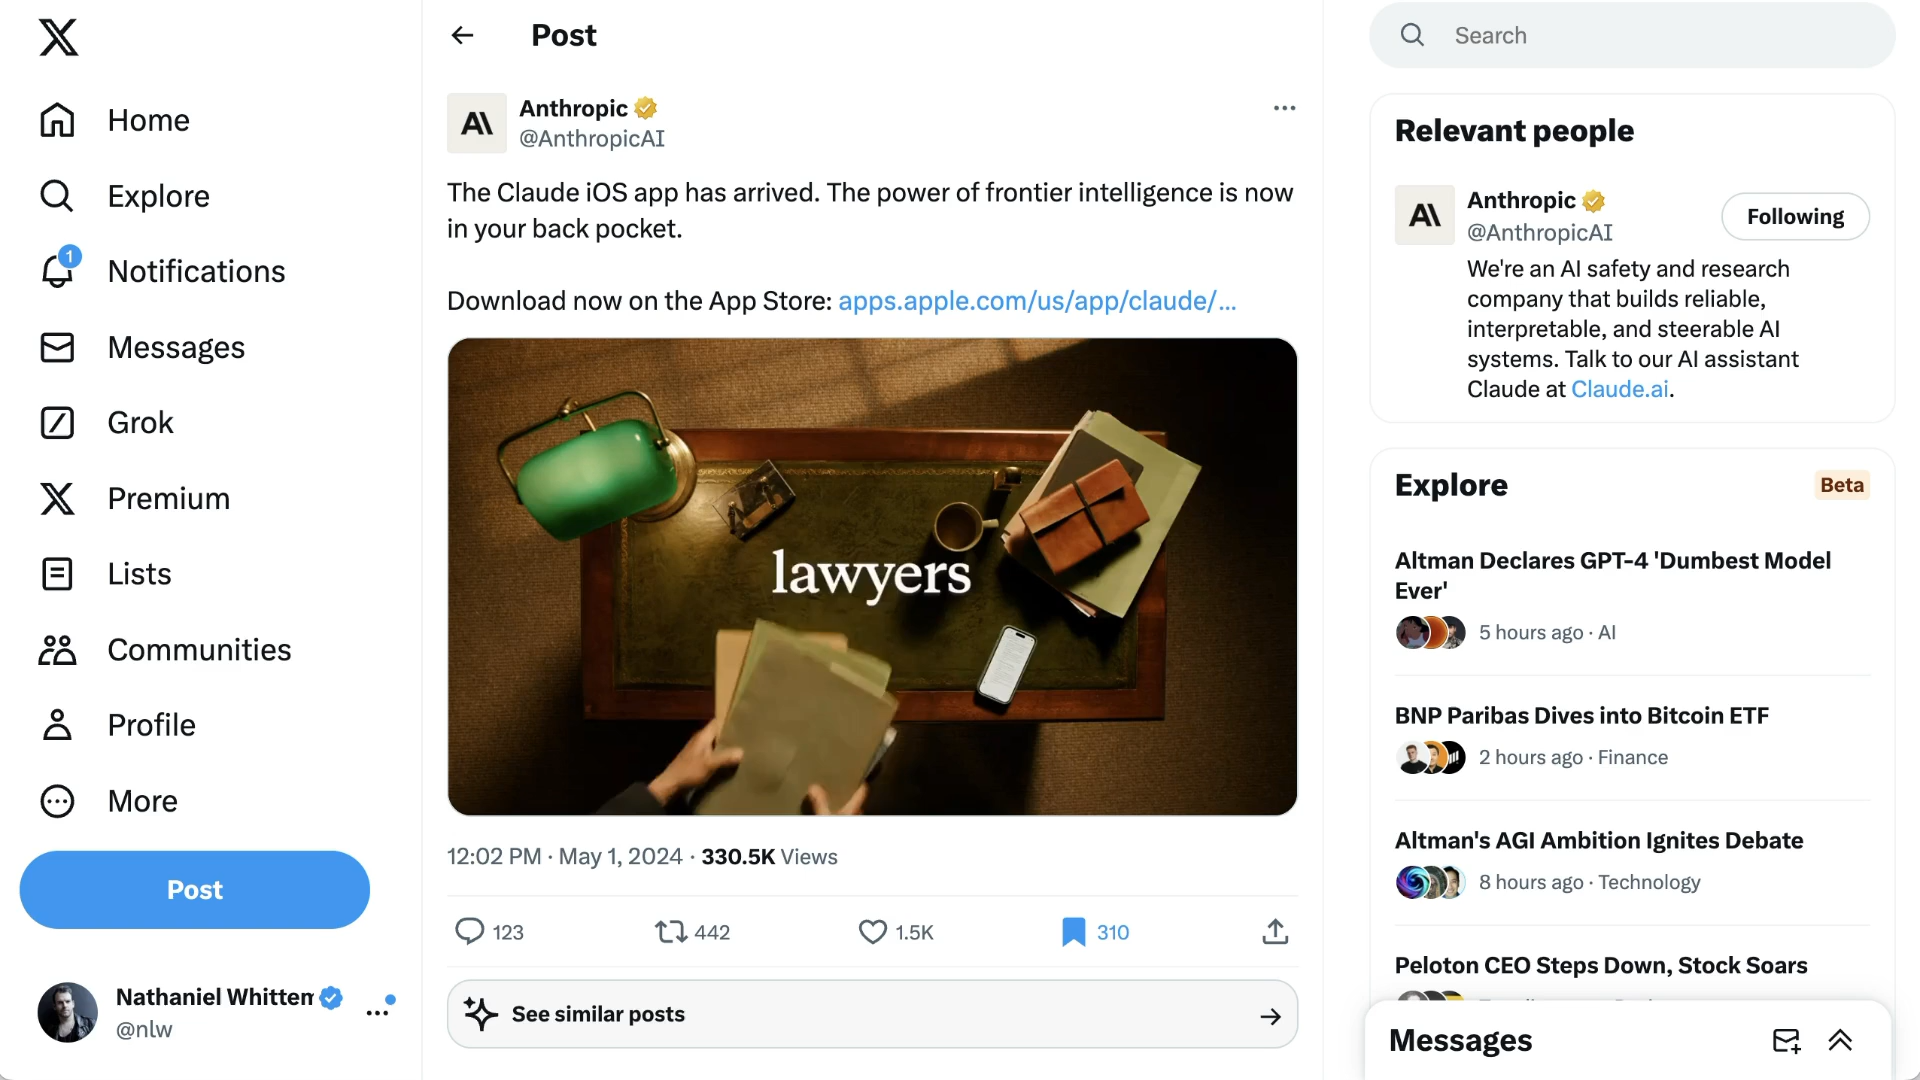 Home
Explore
1
Notifications
Messages
Grok
Premium
Lists
Communities
Profile
More
Post
Nathaniel Whittem
@nlw
Post
Anthropic
@AnthropicAI
The Claude iOS app has arrived. The power of frontier intelligence is now
in your back pocket.
Download now on the App Store: apps.apple.com/us/app/claude/...
lawyers
12:02 PM · May 1, 2024 · 330.5K Views
123
442
1.5K
310
See similar posts
Search
Relevant people
Anthropic
@AnthropicAI
Following
We're an AI safety and research
company that builds reliable,
interpretable, and steerable AI
systems. Talk to our AI assistant
Claude at Claude.ai.
Explore
Beta
Altman Declares GPT-4 'Dumbest Model
Ever'
5 hours ago · AI
BNP Paribas Dives into Bitcoin ETF
2 hours ago · Finance
Altman's AGI Ambition Ignites Debate
8 hours ago · Technology
Peloton CEO Steps Down, Stock Soars
Messages